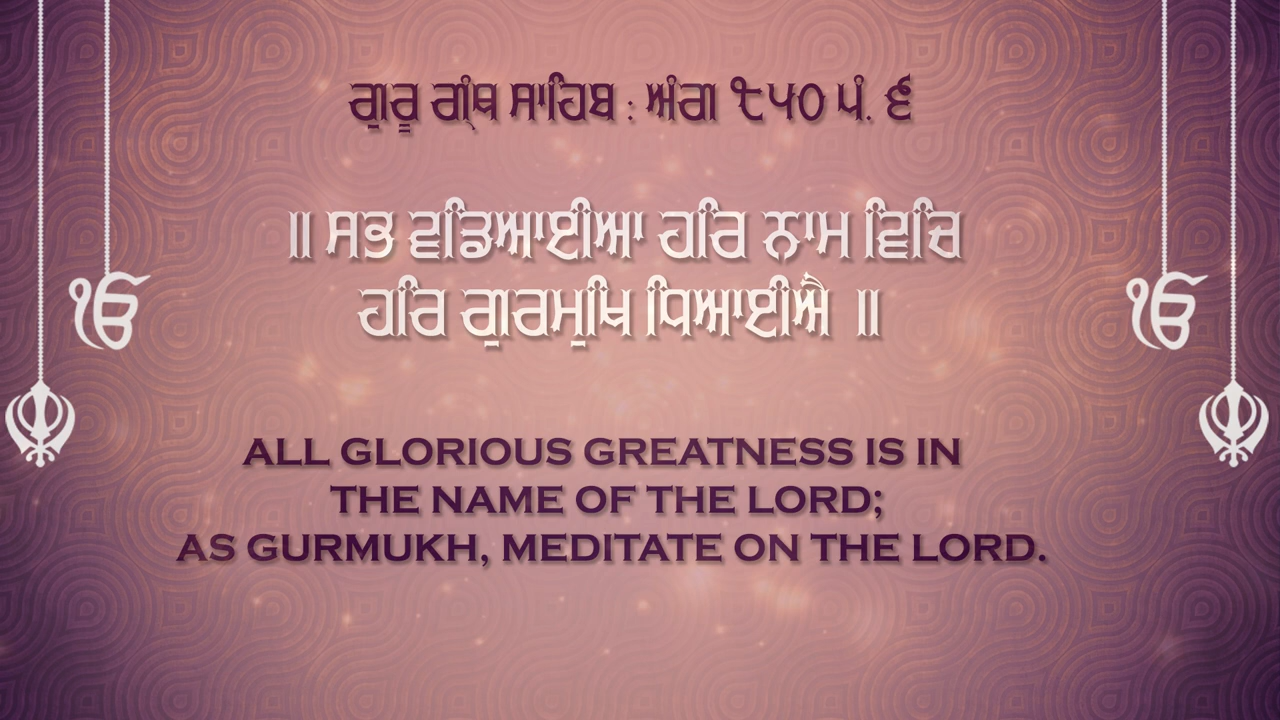 ਗੁਰੂ ਗ੍ਰੰਥ ਸਾਹਿਬ : ਅੰਗ ੮੫੦ ਪੰ. ੬
॥ ਸਭ ਵਡਿਆਈਆ ਹਰਿ ਨਾਮ ਵਿਚਿ
ਹਰਿ ਗੁਰਮੁਖਿ ਧਿਆਈਐ ॥
ੴ
ੴ
ALL GLORIOUS GREATNESS IS IN
THE NAME OF THE LORD;
AS GURMUKH, MEDITATE ON THE LORD.